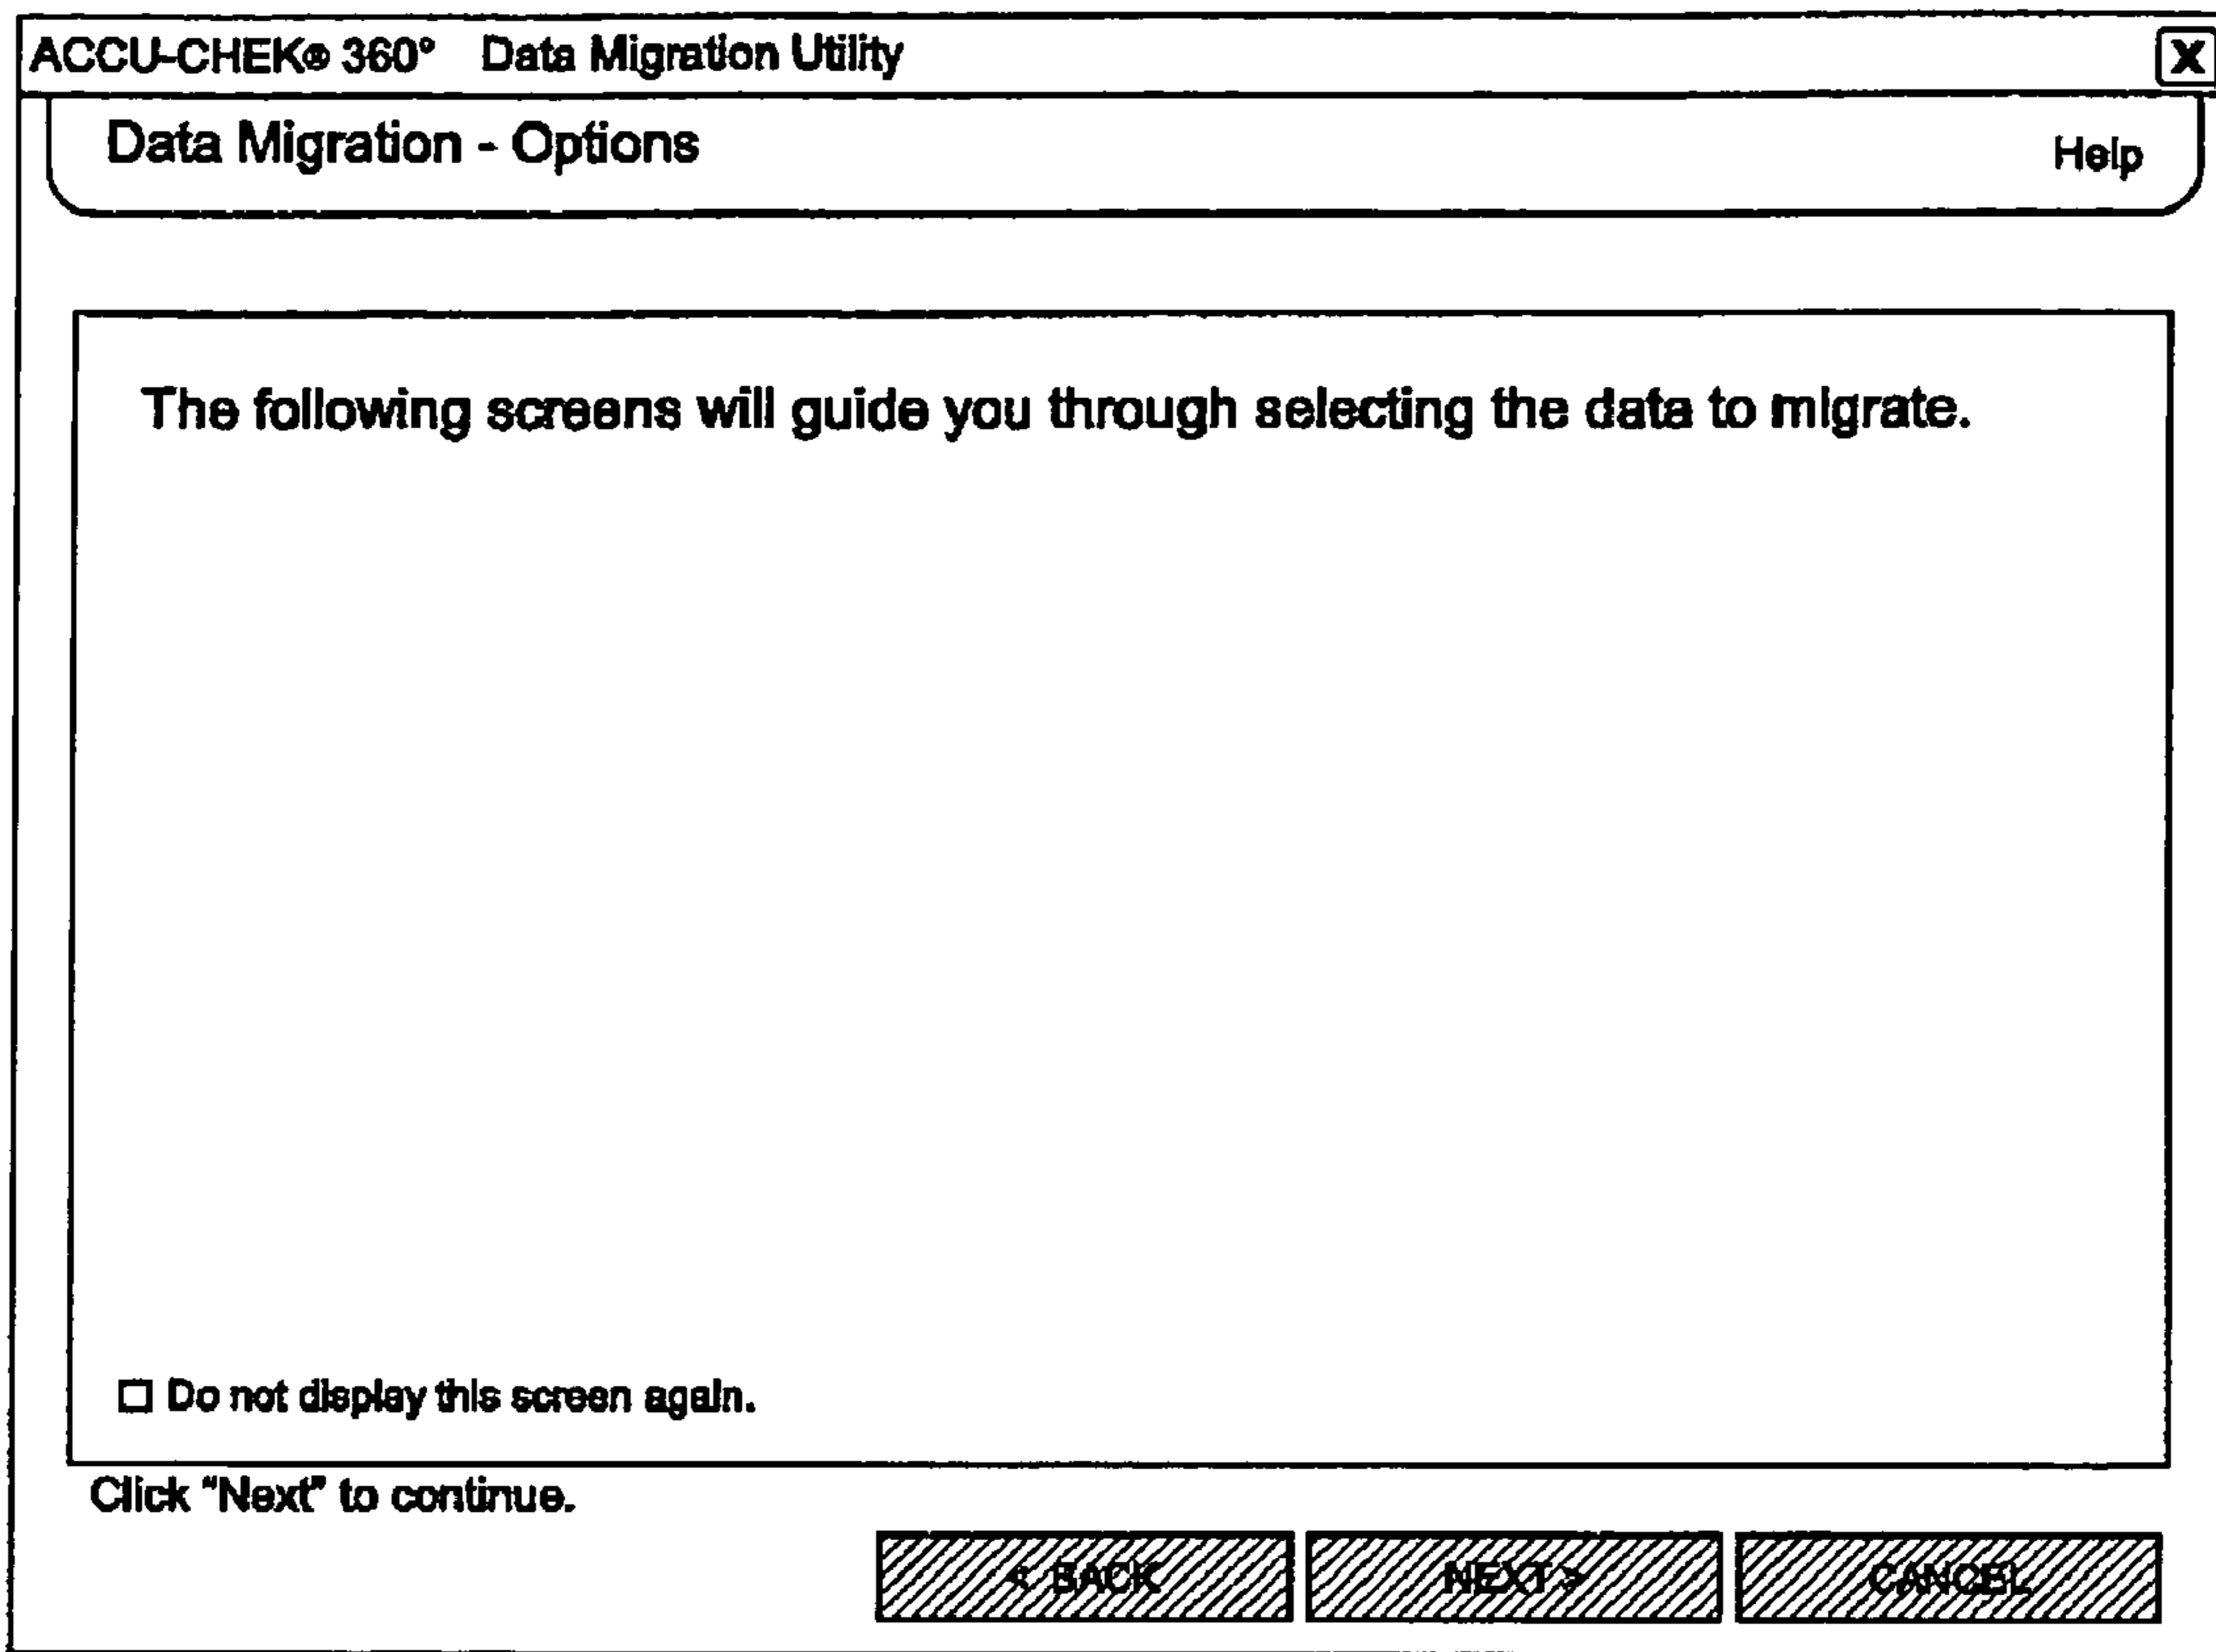 ACCU-CHEK® 360° Data Migration Utility X
Data Migration - Options Help
The following screens will guide you through selecting the data to migrate.
☐ Do not display this screen again.
Click "Next" to continue.
< BACK NEXT > CANCEL